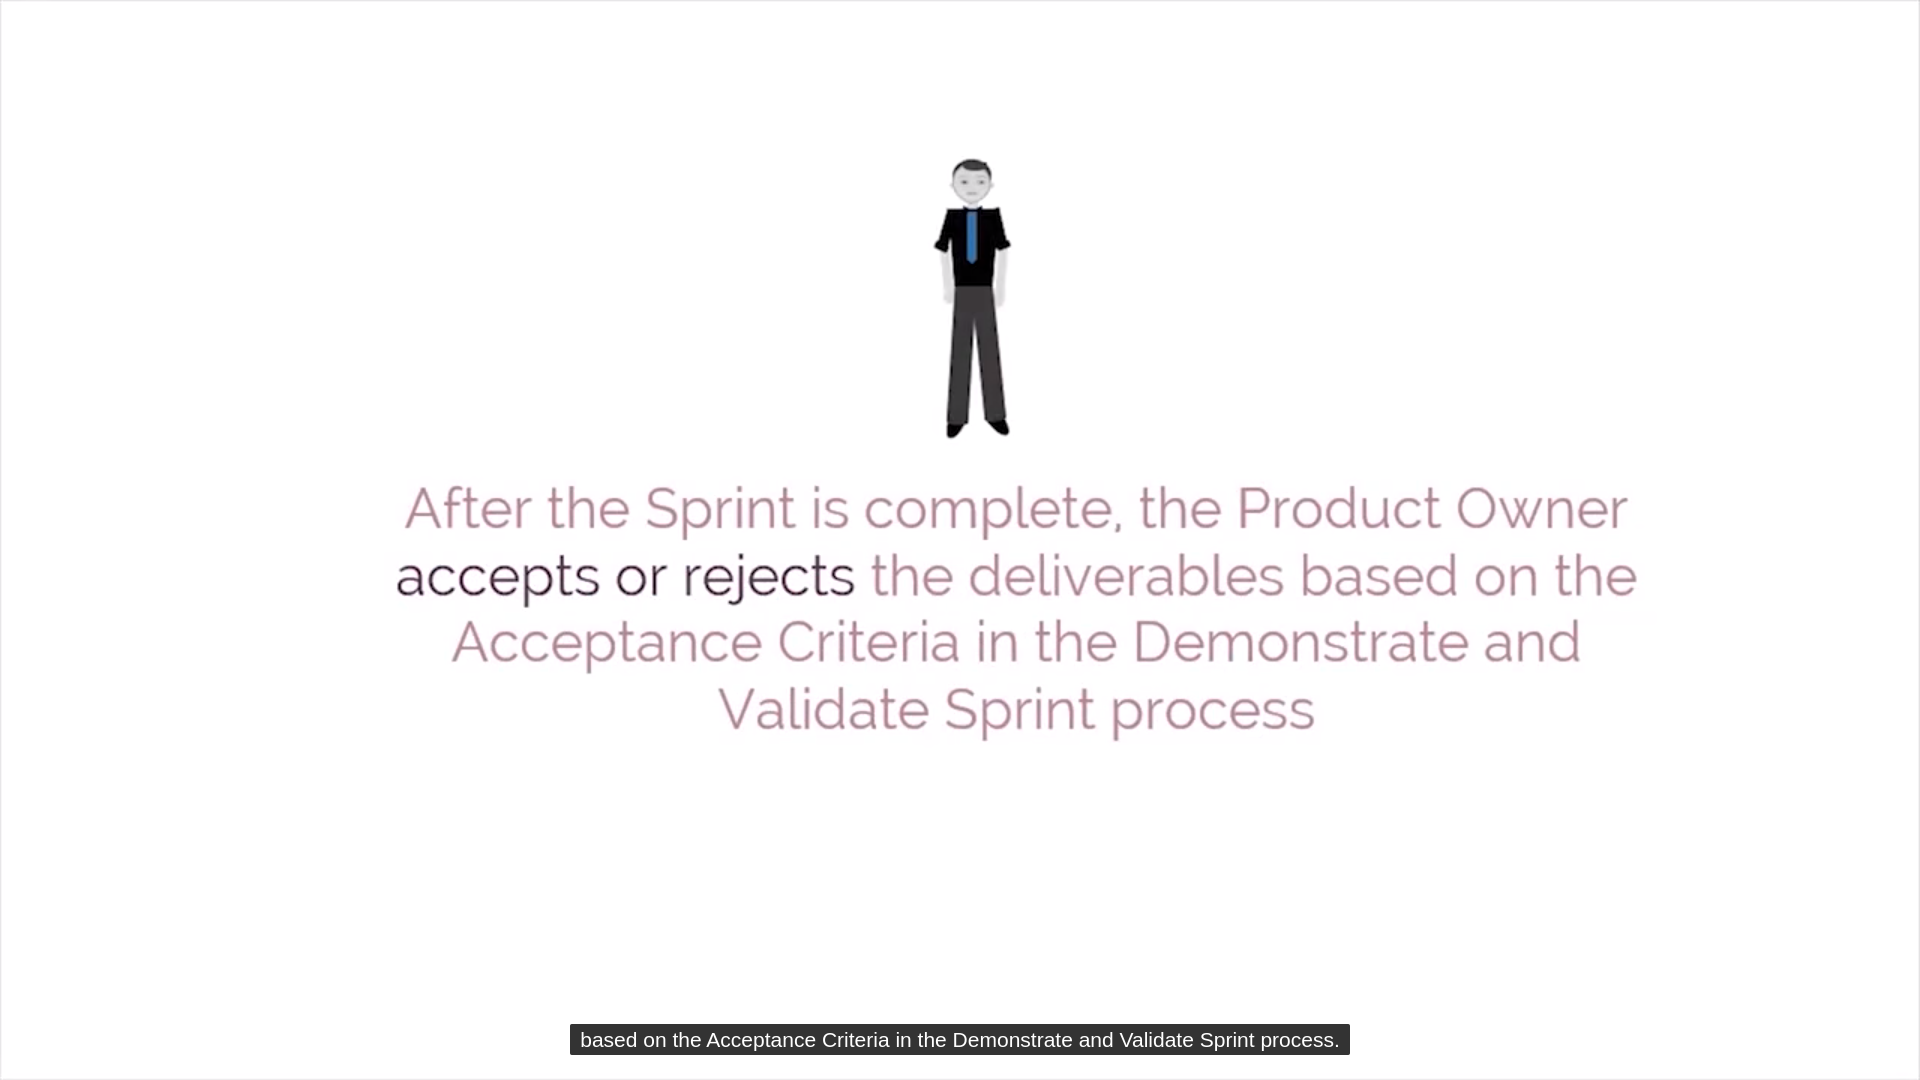 After the Sprint is complete, the Product Owner
accepts or rejects the deliverables based on the
Acceptance Criteria in the Demonstrate and
Validate Sprint process
based on the Acceptance Criteria in the Demonstrate and Validate Sprint process.